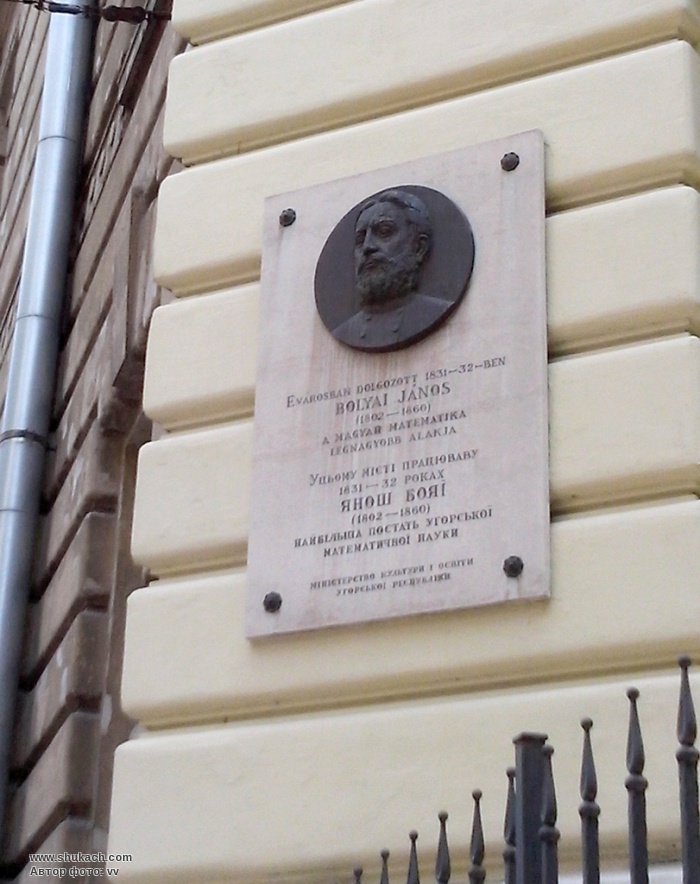 E VÁROSBAN DOLGOZOTT 1831—32-BEN
BOLYAI JÁNOS
(1802—1860)
A MAGYAR MATEMATIKA
LEGNAGYOBB ALAKJA
У ЦЬОМУ МІСТІ ПРАЦЮВАВ
1831—32 РОКАХ
ЯНОШ БОЯЇ
(1802—1860)
НАЙБІЛЬША ПОСТАТЬ УГОРСЬКОЇ
МАТЕМАТИЧНОЇ НАУКИ
МІНІСТЕРСТВО КУЛЬТУРИ І ОСВІТИ
УГОРСЬКОЇ РЕСПУБЛІКИ
www.shukach.com
Автор фото: vv